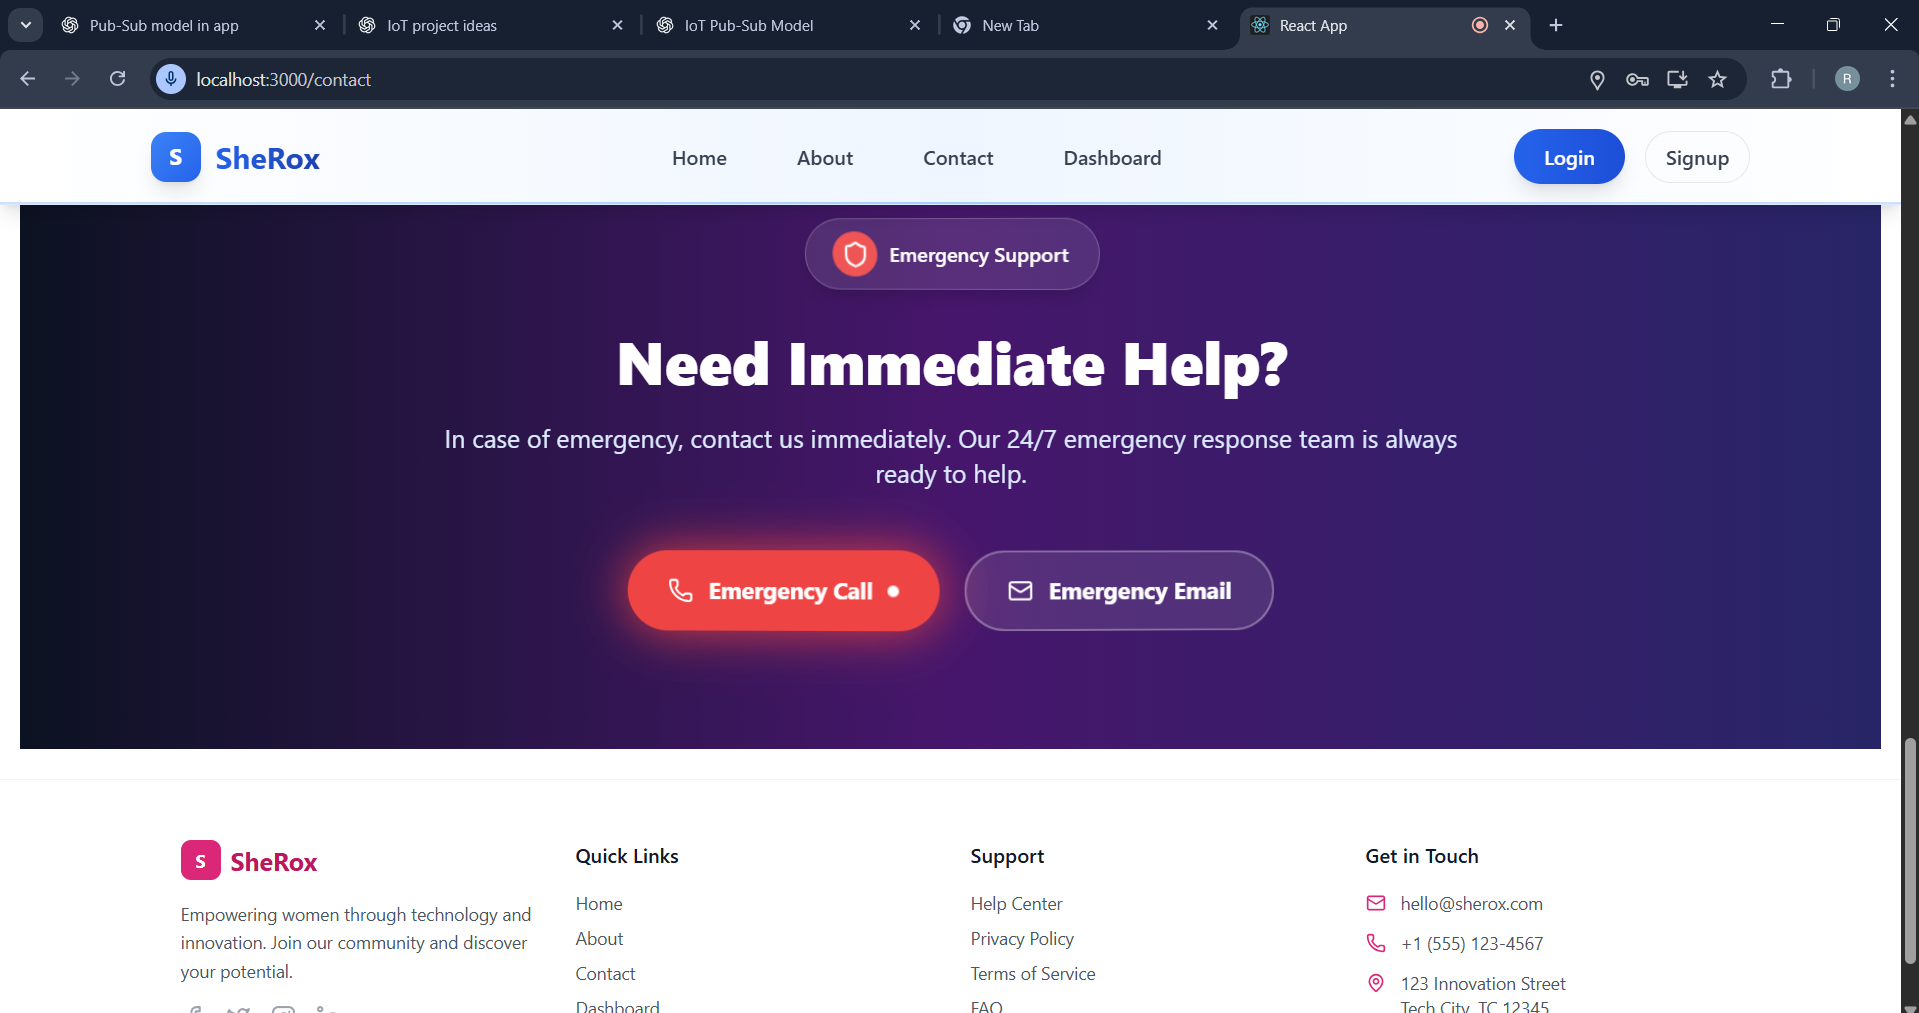 Pub-Sub model in app
IoT project ideas
IoT Pub-Sub Model
New Tab
React App
localhost:3000/contact
R
S SheRox
Home
About
Contact
Dashboard
Login
Signup
Emergency Support
Need Immediate Help?
In case of emergency, contact us immediately. Our 24/7 emergency response team is always
ready to help.
Emergency Call
Emergency Email
S SheRox
Empowering women through technology and
innovation. Join our community and discover
your potential.
Quick Links
Home
About
Contact
Dashboard
Support
Help Center
Privacy Policy
Terms of Service
FAQ
Get in Touch
hello@sherox.com
+1 (555) 123-4567
123 Innovation Street
Tech City, TC 12345